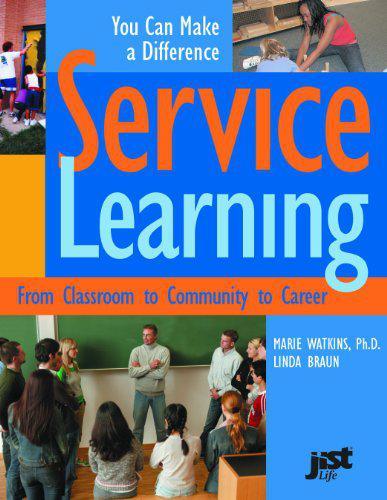 You Can Make
a Difference
Service
Learning
From Classroom to Community to Career
MARIE WATKINS, Ph.D.
LINDA BRAUN
jist
Life